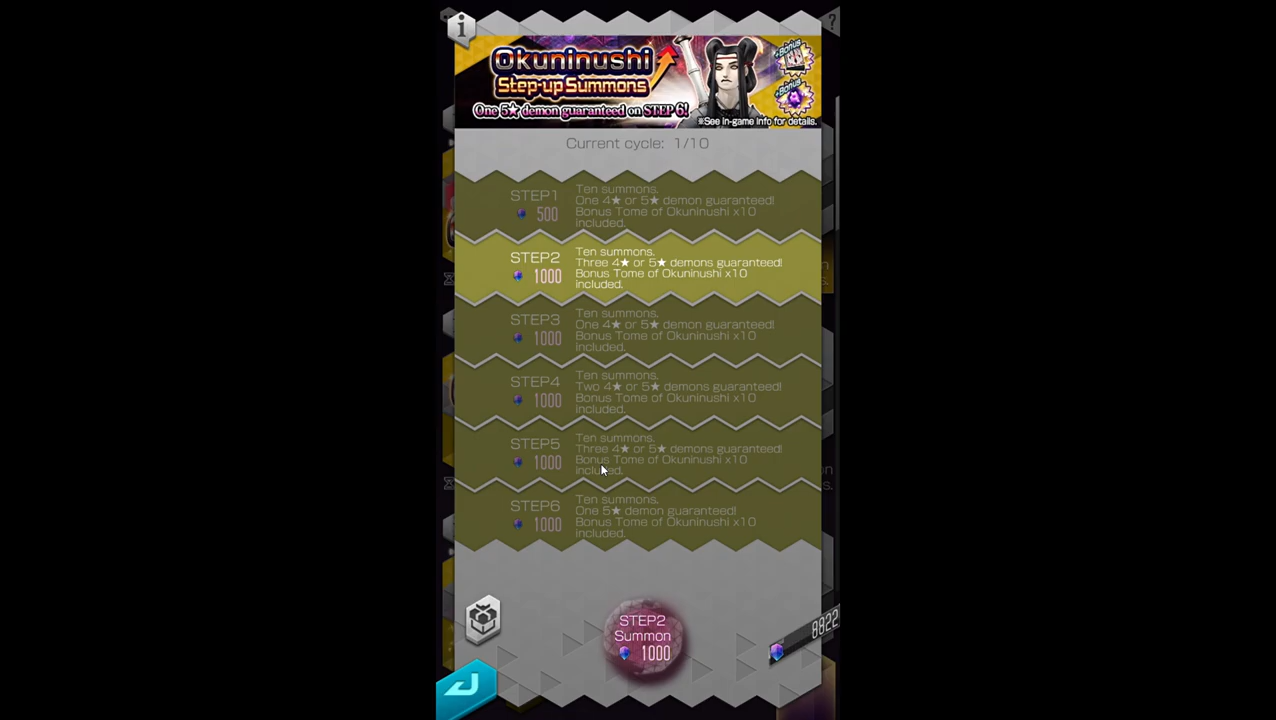 i
?
Okuninushi
Step-up Summons
One 5★ demon guaranteed on STEP 6!
+Bonus
+Bonus
※See in-game info for details.
Current cycle: 1/10
STEP1
500
Ten summons.
One 4★ or 5★ demon guaranteed!
Bonus Tome of Okuninushi x10
included.
STEP2
1000
Ten summons.
Three 4★ or 5★ demons guaranteed!
Bonus Tome of Okuninushi x10
included.
STEP3
1000
Ten summons.
One 4★ or 5★ demon guaranteed!
Bonus Tome of Okuninushi x10
included.
STEP4
1000
Ten summons.
Two 4★ or 5★ demons guaranteed!
Bonus Tome of Okuninushi x10
included.
STEP5
1000
Ten summons.
Three 4★ or 5★ demons guaranteed!
Bonus Tome of Okuninushi x10
included.
STEP6
1000
Ten summons.
One 5★ demon guaranteed!
Bonus Tome of Okuninushi x10
included.
STEP2
Summon
1000
8822